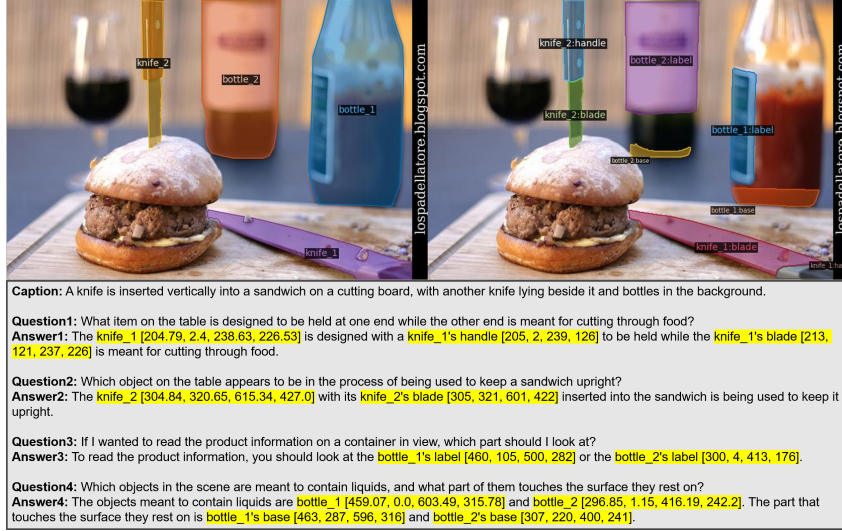 knife_2
bottle_2
bottle_1
knife_1
lospadellatore.blogspot.com
knife_2:handle
bottle_2:label
knife_2:blade
bottle_1:label
bottle_2:base
bottle_1:base
knife_1:blade
knife_1:ha
lospadellatore.blogspot.com
Caption: A knife is inserted vertically into a sandwich on a cutting board, with another knife lying beside it and bottles in the background.
Question1: What item on the table is designed to be held at one end while the other end is meant for cutting through food?
Answer1: The knife_1 [204.79, 2.4, 238.63, 226.53] is designed with a knife_1's handle [205, 2, 239, 126] to be held while the knife_1's blade [213,
121, 237, 226] is meant for cutting through food.
Question2: Which object on the table appears to be in the process of being used to keep a sandwich upright?
Answer2: The knife_2 [304.84, 320.65, 615.34, 427.0] with its knife_2's blade [305, 321, 601, 422] inserted into the sandwich is being used to keep it
upright.
Question3: If I wanted to read the product information on a container in view, which part should I look at?
Answer3: To read the product information, you should look at the bottle_1's label [460, 105, 500, 282] or the bottle_2's label [300, 4, 413, 176].
Question4: Which objects in the scene are meant to contain liquids, and what part of them touches the surface they rest on?
Answer4: The objects meant to contain liquids are bottle_1 [459.07, 0.0, 603.49, 315.78] and bottle_2 [296.85, 1.15, 416.19, 242.2]. The part that
touches the surface they rest on is bottle_1's base [463, 287, 596, 316] and bottle_2's base [307, 220, 400, 241].